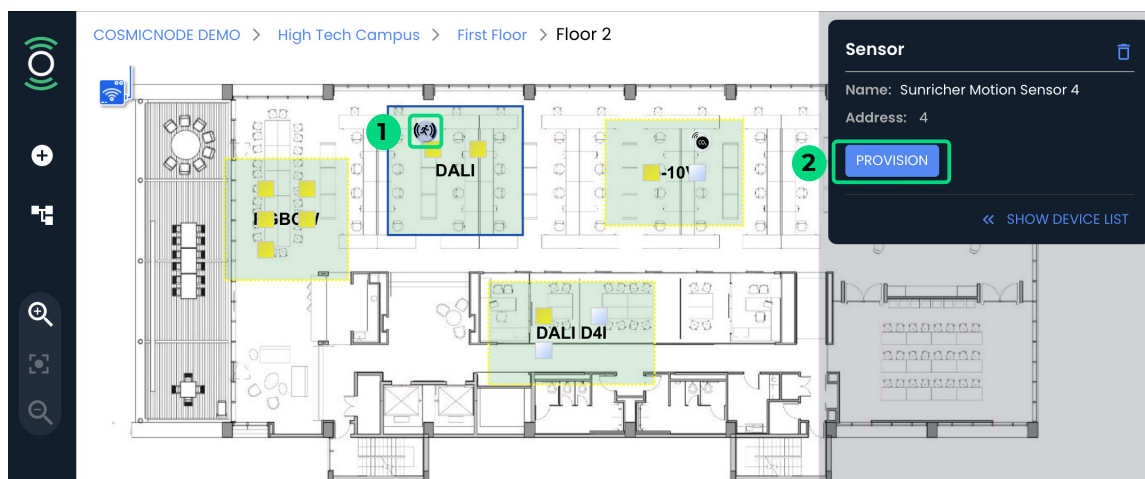 COSMICNODE DEMO > High Tech Campus > First Floor > Floor 2
Sensor
Name: Sunricher Motion Sensor 4
Address: 4
1
2
PROVISION
DALI
-10V
CO₂
SHOW DEVICE LIST
DALI D4I